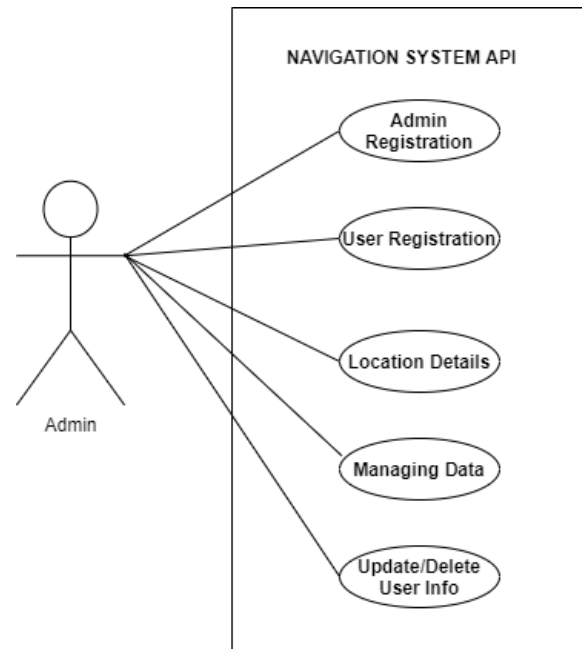 NAVIGATION SYSTEM API
Admin
Registration
User Registration
Location Details
Admin
Managing Data
Update/Delete
User Info